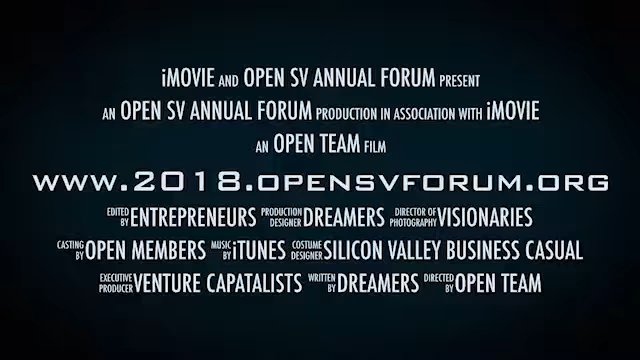 iMOVIE AND OPEN SV ANNUAL FORUM PRESENT
AN OPEN SV ANNUAL FORUM PRODUCTION IN ASSOCIATION WITH iMOVIE
AN OPEN TEAM FILM
WWW.2018.OPENSVFORUM.ORG
EDITED BY ENTREPRENEURS PRODUCTION DESIGNER DREAMERS DIRECTOR OF PHOTOGRAPHY VISIONARIES
CASTING BY OPEN MEMBERS MUSIC BY iTUNES COSTUME DESIGNER SILICON VALLEY BUSINESS CASUAL
EXECUTIVE PRODUCER VENTURE CAPATALISTS WRITTEN BY DREAMERS DIRECTED BY OPEN TEAM